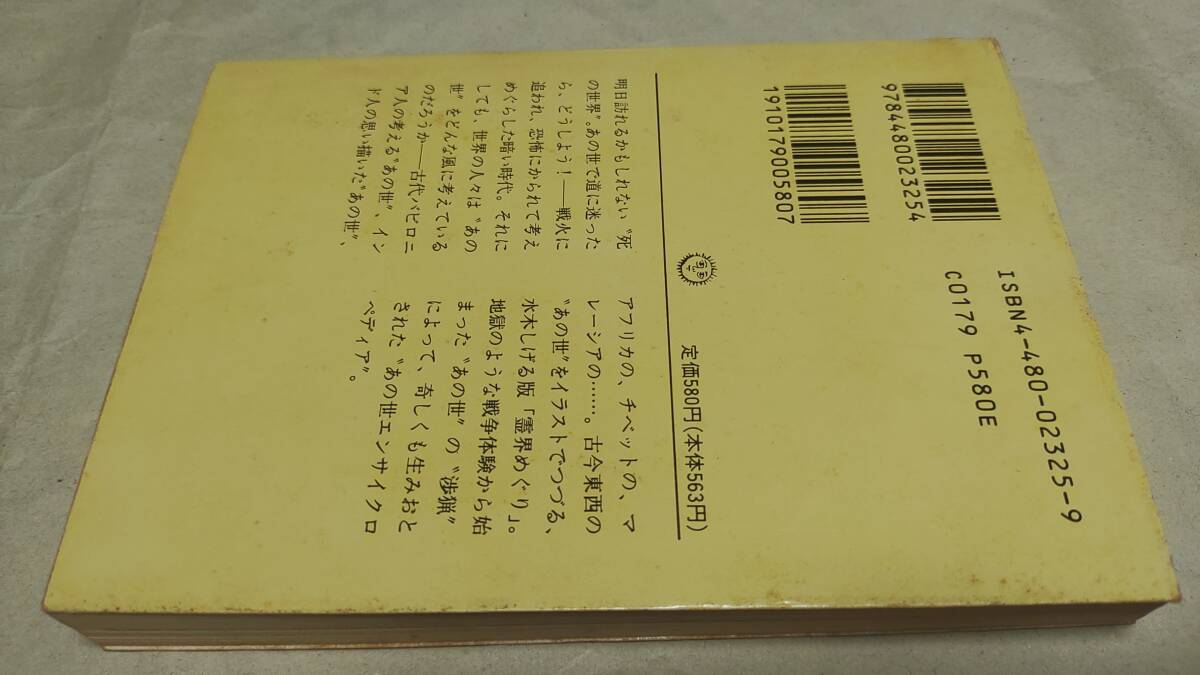 9784480023254
1910179005807
ISBN4-480-02325-9
C0179 P580E
定価580円(本体563円)
明日訪れるかもしれない〝死
の世界〟。あの世で道に迷った
ら、どうしよう!――戦火に
追われ、恐怖にかられて考え
めぐらした暗い時代。それに
しても、世界の人々は〝あの
世〟をどんな風に考えている
のだろうか――古代バビロニ
ア人の考える〝あの世〟、イン
ド人の思い描いた〝あの世〟、
アフリカの、チベットの、マ
レーシアの……。古今東西の
〝あの世〟をイラストでつづる、
水木しげる版「霊界めぐり」。
地獄のような戦争体験から始
まった〝あの世〟の〝渉猟〟
によって、奇しくも生みおと
された〝あの世エンサイクロ
ペディア〟。